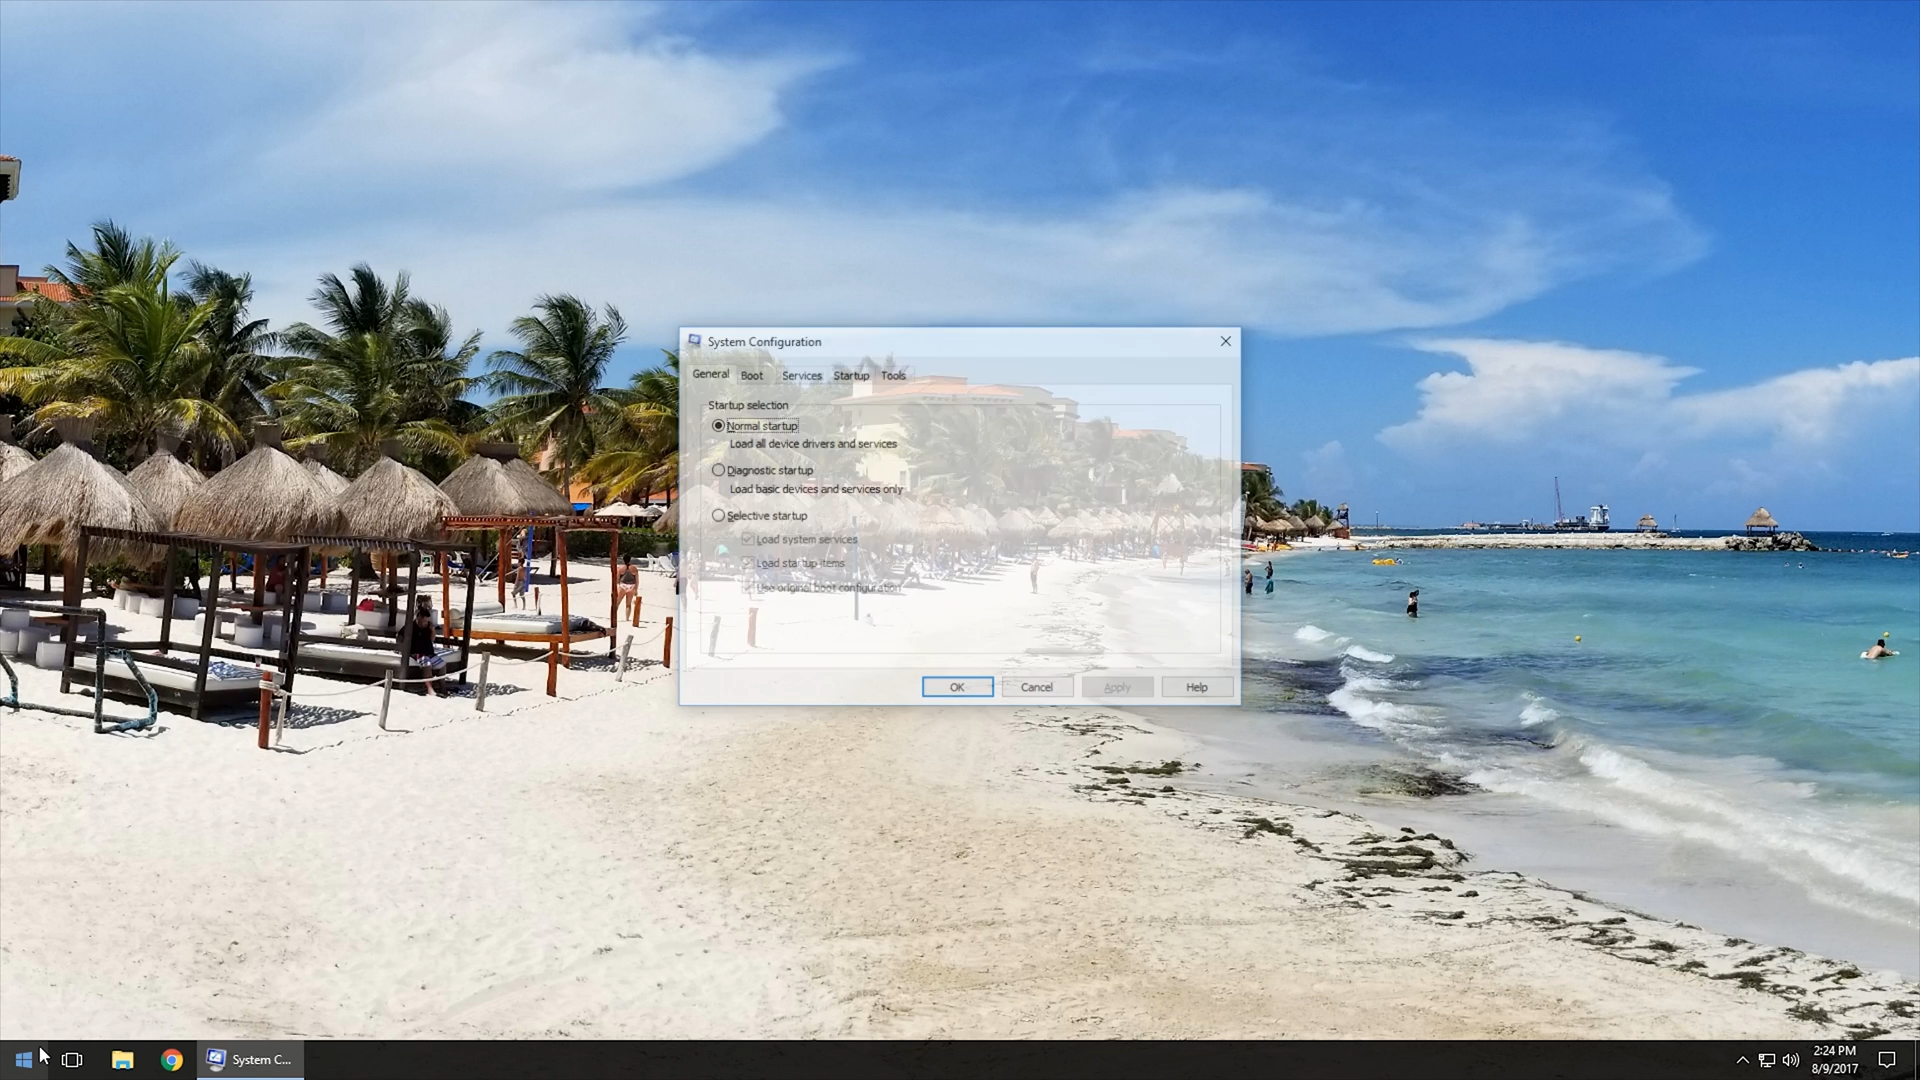 System Configuration
General Boot Services Startup Tools
Startup selection
Normal startup
Load all device drivers and services
Diagnostic startup
Load basic devices and services only
Selective startup
Load system services
Load startup items
Use original boot configuration
OK Cancel Apply Help
System C...
2:24 PM
8/9/2017